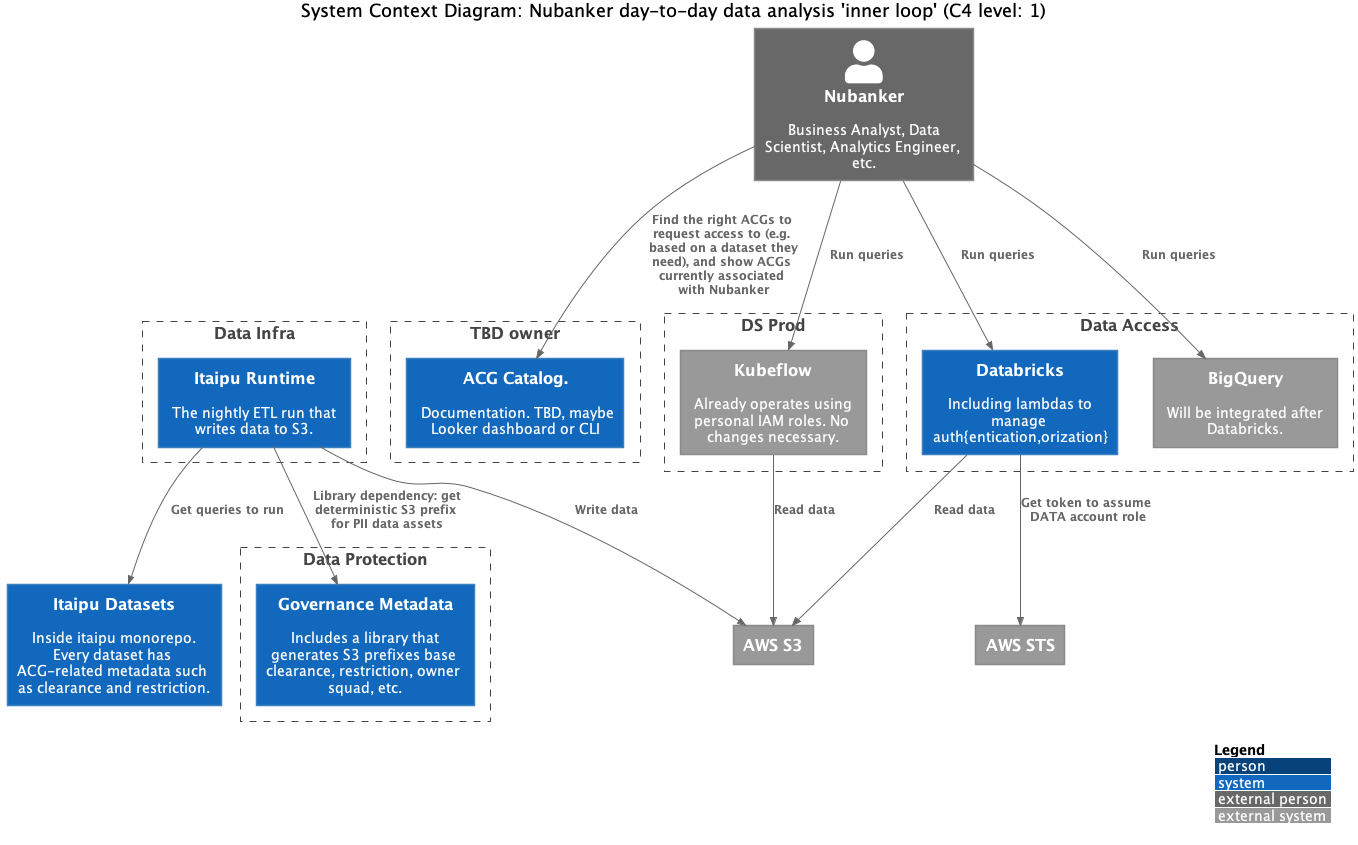 System Context Diagram: Nubanker day-to-day data analysis 'inner loop' (C4 level: 1)
Nubanker
Business Analyst, Data
Scientist, Analytics Engineer,
etc.
Find the right ACGs to
request access to (e.g.
based on a dataset they
need), and show ACGs
currently associated
with Nubanker
Run queries
Run queries
Run queries
Data Infra
Itaipu Runtime
The nightly ETL run that
writes data to S3.
TBD owner
ACG Catalog.
Documentation. TBD, maybe
Looker dashboard or CLI
DS Prod
Kubeflow
Already operates using
personal IAM roles. No
changes necessary.
Data Access
Databricks
Including lambdas to
manage
auth{entication,orization}
BigQuery
Will be integrated after
Databricks.
Get queries to run
Library dependency: get
deterministic S3 prefix
for PII data assets
Write data
Read data
Read data
Get token to assume
DATA account role
Itaipu Datasets
Inside itaipu monorepo.
Every dataset has
ACG-related metadata such
as clearance and restriction.
Data Protection
Governance Metadata
Includes a library that
generates S3 prefixes base
clearance, restriction, owner
squad, etc.
AWS S3
AWS STS
Legend
person
system
external person
external system